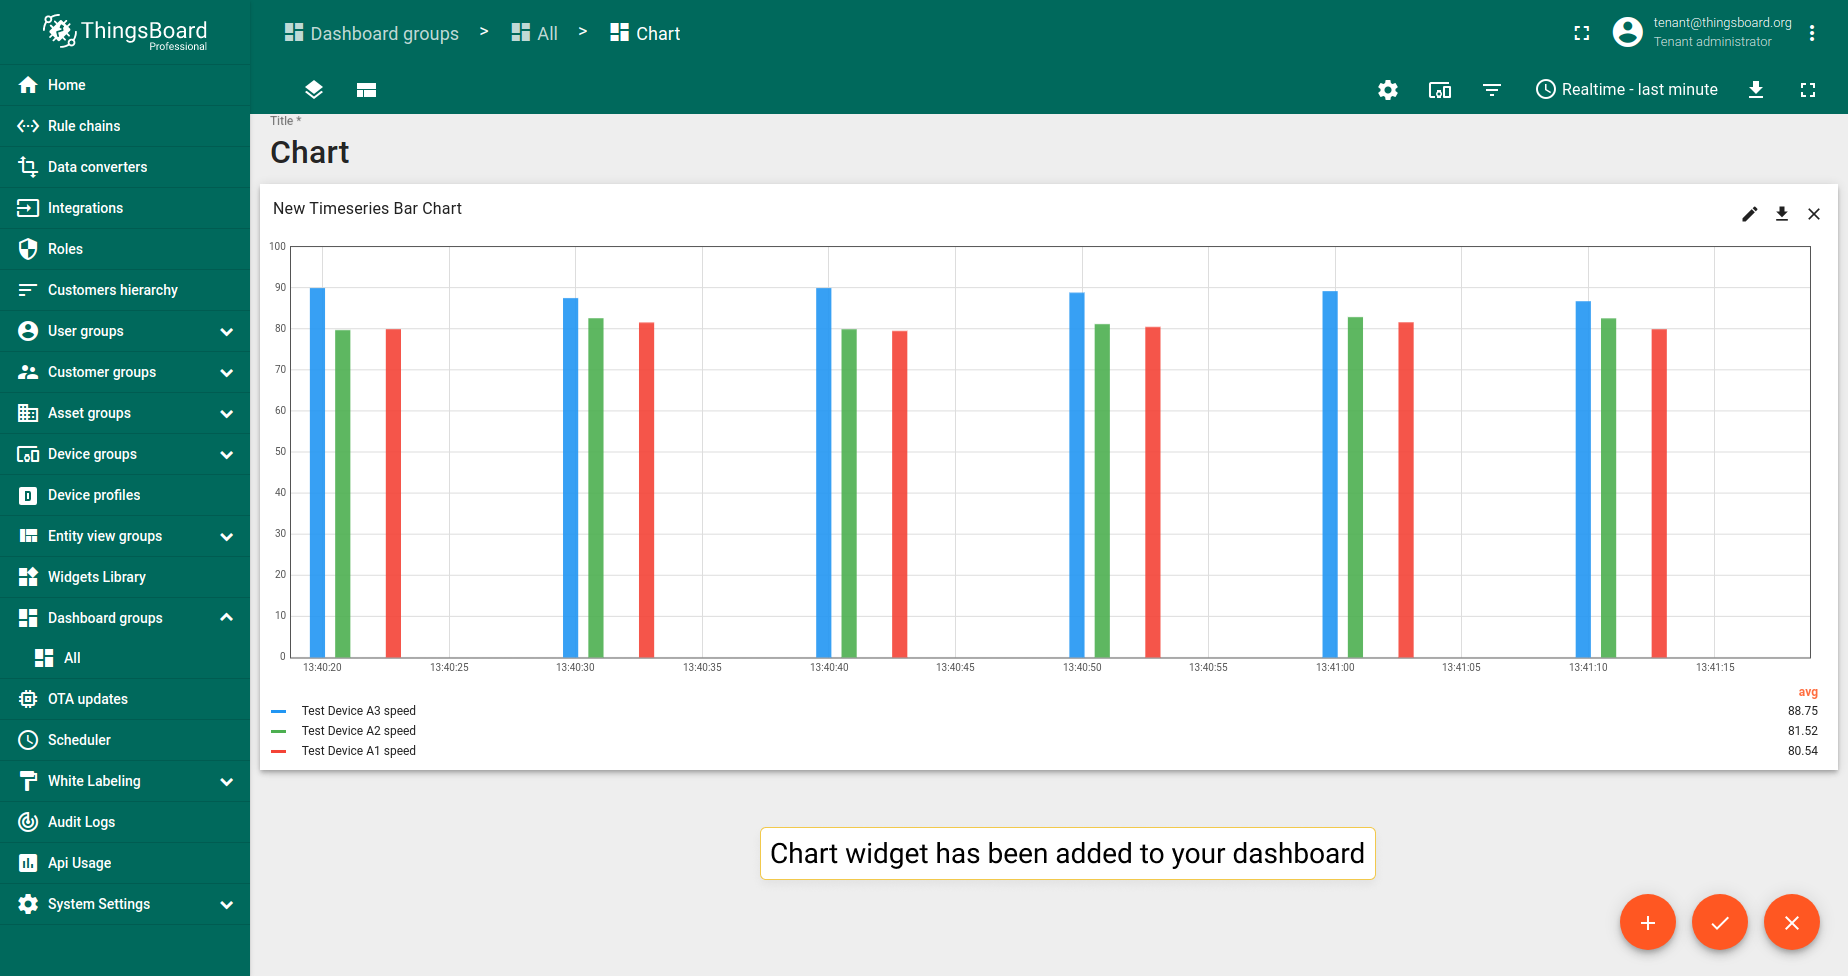 ThingsBoard
Professional
Home
Rule chains
Data converters
Integrations
Roles
Customers hierarchy
User groups
Customer groups
Asset groups
Device groups
Device profiles
Entity view groups
Widgets Library
Dashboard groups
All
OTA updates
Scheduler
White Labeling
Audit Logs
Api Usage
System Settings
Dashboard groups > All > Chart
tenant@thingsboard.org
Tenant administrator
Realtime - last minute
Title *
Chart
New Timeseries Bar Chart
100
90
80
70
60
50
40
30
20
10
0
13:40:20 13:40:25 13:40:30 13:40:35 13:40:40 13:40:45 13:40:50 13:40:55 13:41:00 13:41:05 13:41:10 13:41:15
avg
Test Device A3 speed 88.75
Test Device A2 speed 81.52
Test Device A1 speed 80.54
Chart widget has been added to your dashboard